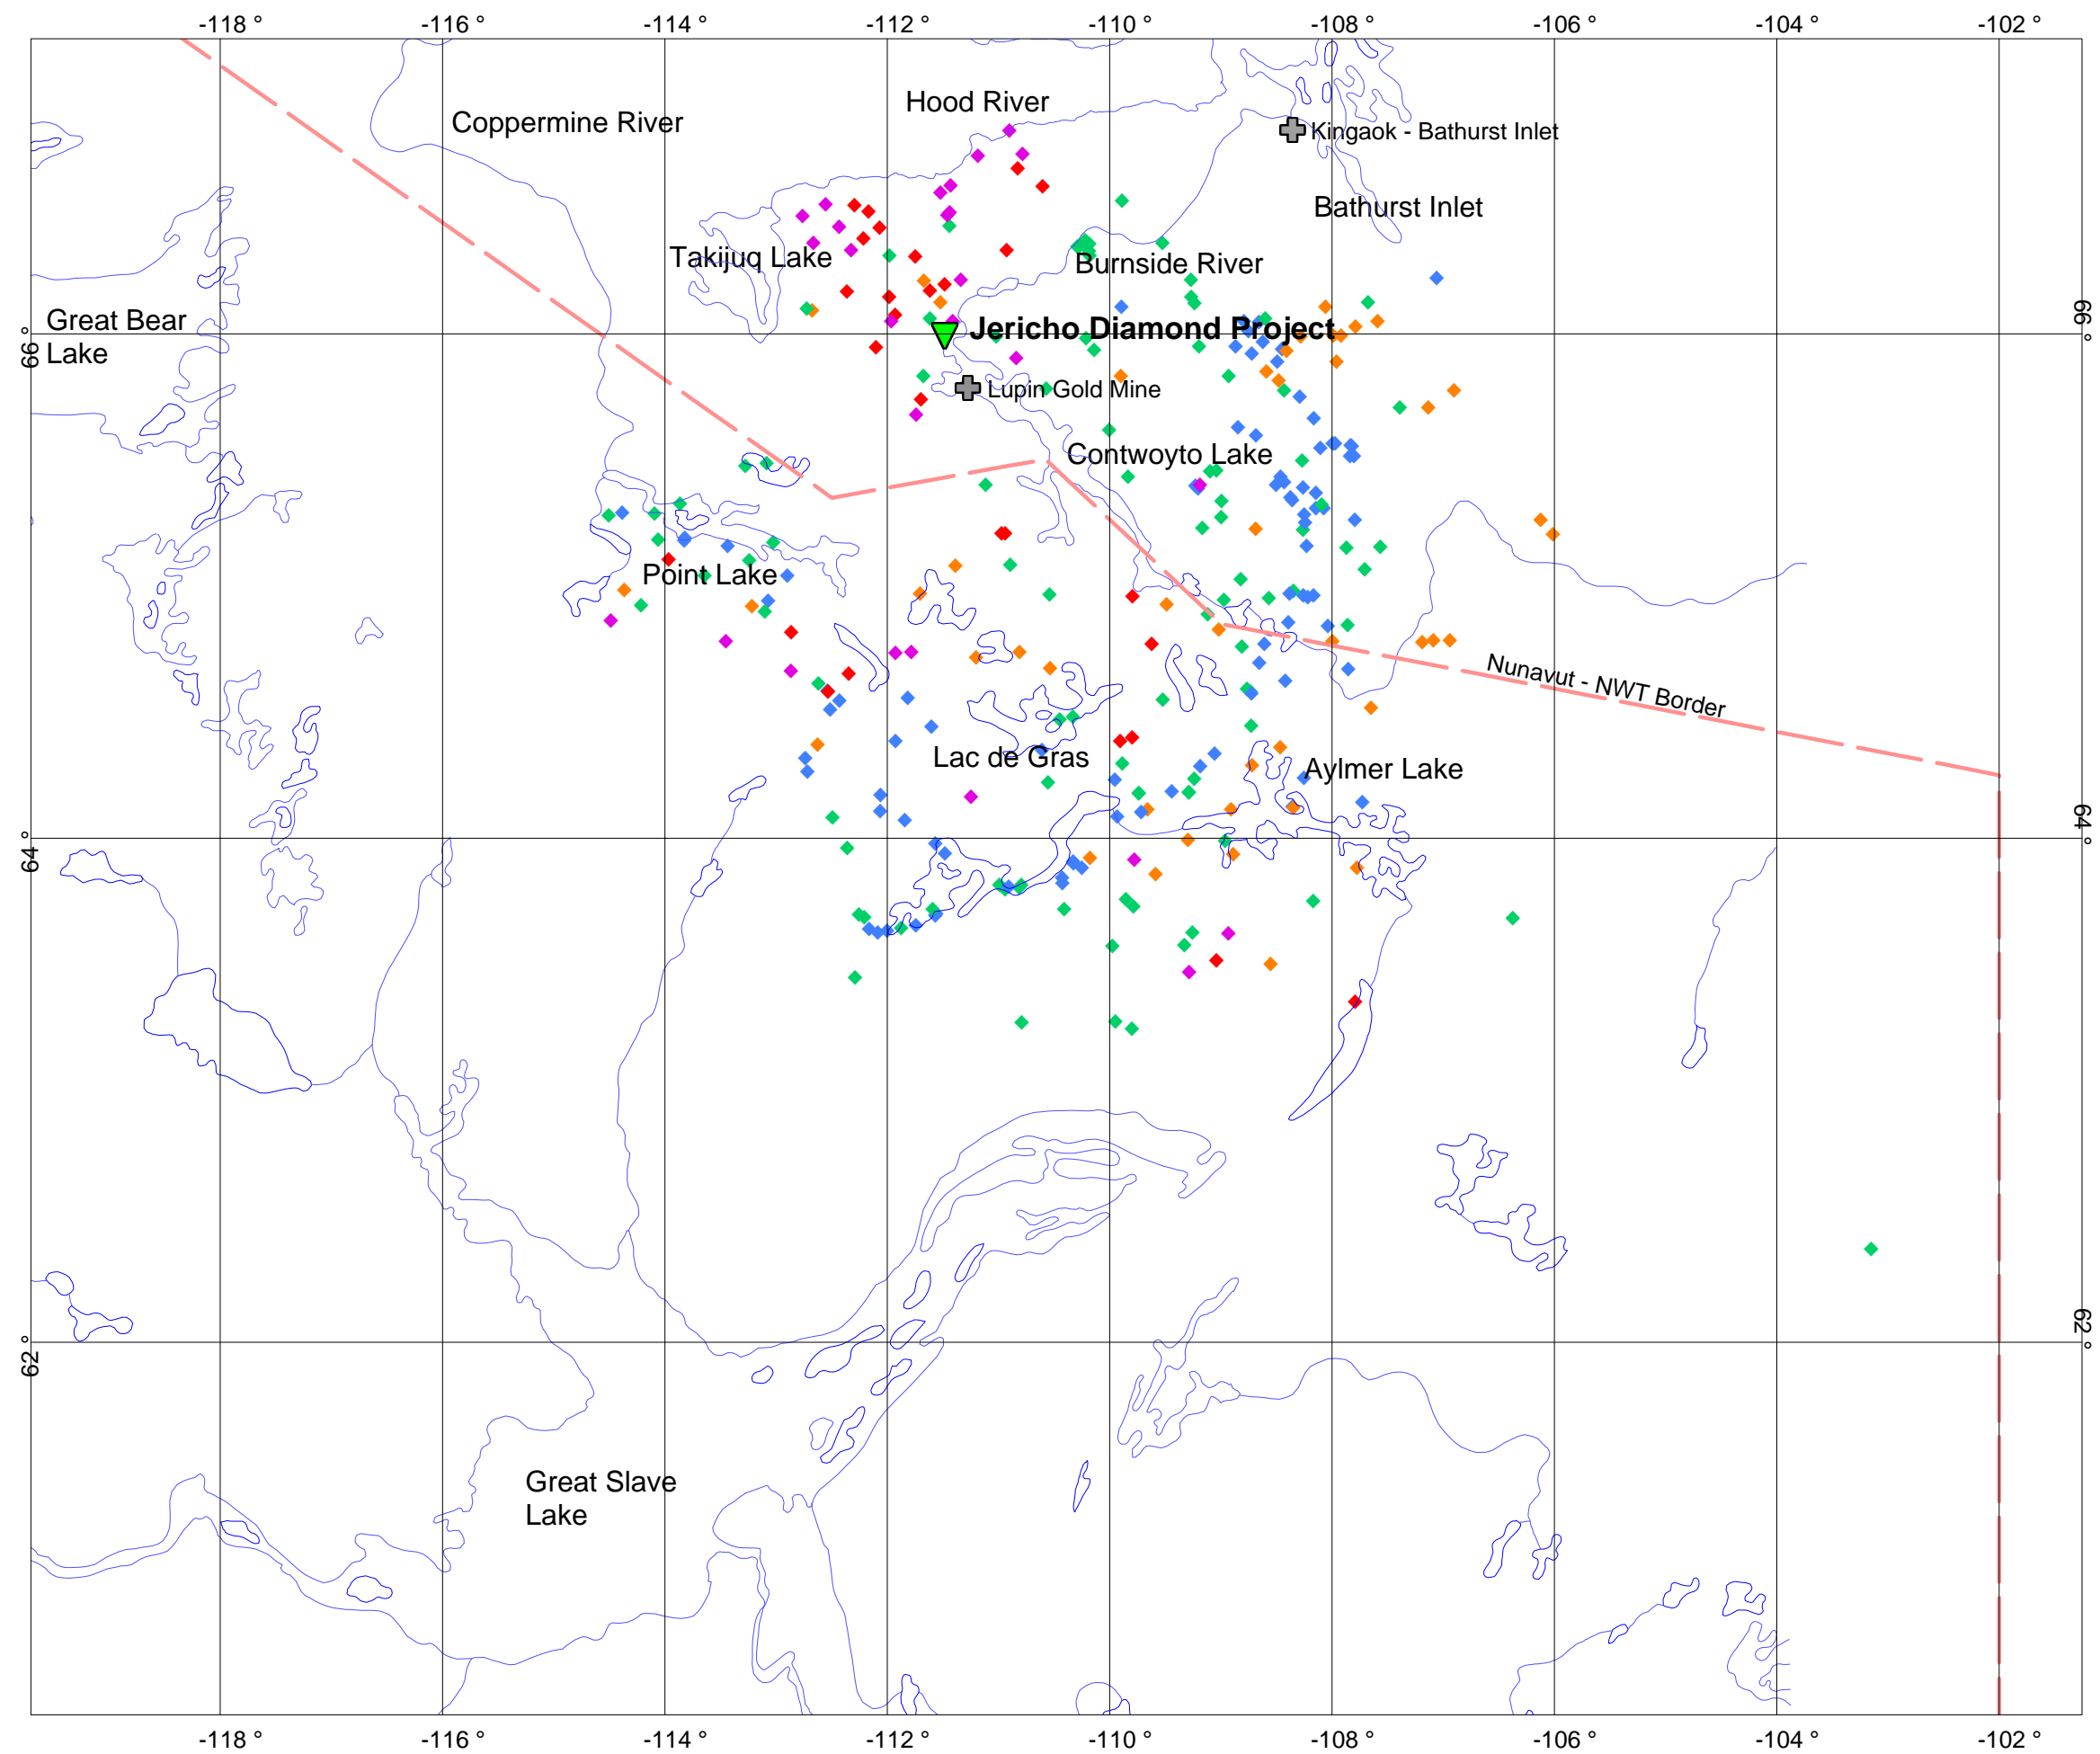 -118 °
-116 °
-114 °
-112 °
-110 °
-108 °
-106 °
-104 °
-102 °
Hood River
Coppermine River
Kingaok - Bathurst Inlet
Bathurst Inlet
Takijuq Lake
Burnside River
Great Bear
Lake
66 °
Jericho Diamond Project
66 °
Lupin Gold Mine
Contwoyto Lake
Point Lake
Nunavut - NWT Border
Lac de Gras
Aylmer Lake
64 °
64 °
62 °
62 °
Great Slave
Lake
-118 °
-116 °
-114 °
-112 °
-110 °
-108 °
-106 °
-104 °
-102 °